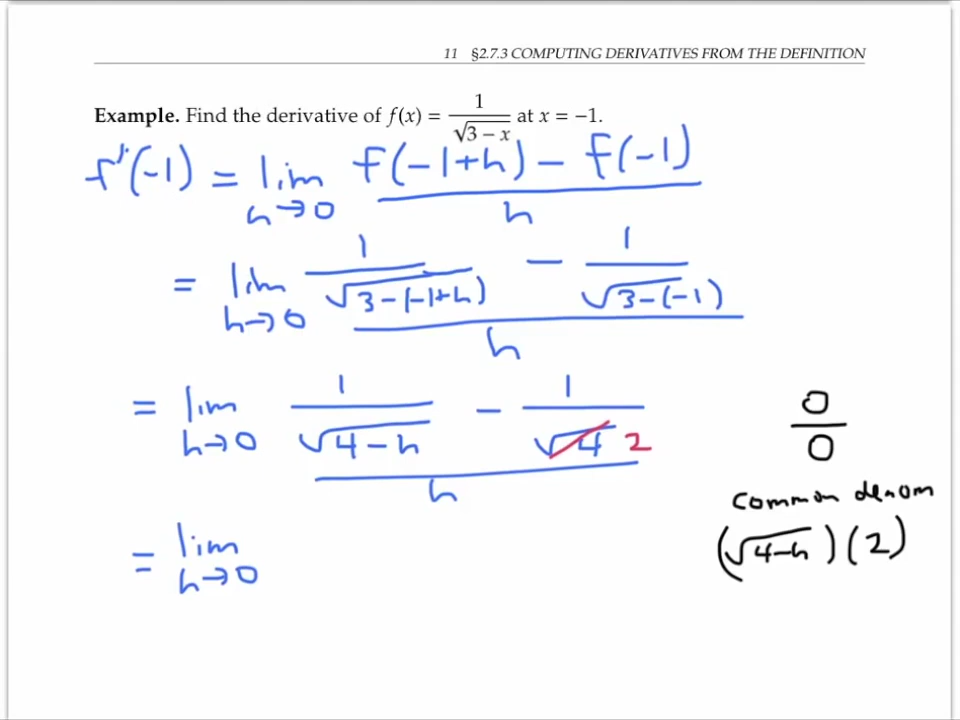 11 §2.7.3 COMPUTING DERIVATIVES FROM THE DEFINITION
Example. Find the derivative of f(x) = 1/√(3 − x) at x = −1.
f'(-1) = lim h→0 (f(-1+h) - f(-1))/h
= lim h→0 (1/√(3-(-1+h)) - 1/√(3-(-1)))/h
= lim h→0 (1/√(4-h) - 1/√4 2)/h
0/0
common denom
(√(4-h))(2)
= lim h→0